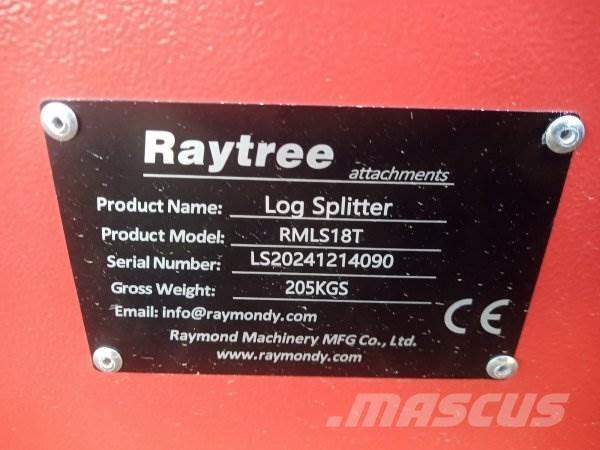 Raytree attachments
Product Name: Log Splitter
Product Model: RMLS18T
Serial Number: LS20241214090
Gross Weight: 205KGS
Email: info@raymondy.com
CE
Raymond Machinery MFG Co., Ltd.
www.raymondy.com
MASCUS